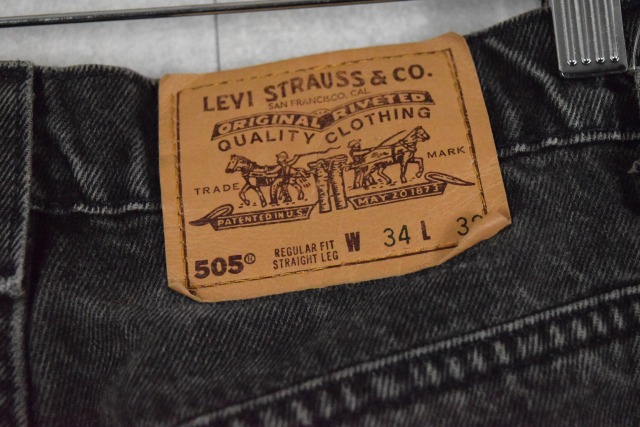 LEVI STRAUSS & CO.
SAN FRANCISCO, CAL
ORIGINAL RIVETED
QUALITY CLOTHING
TRADE MARK
PATENTED IN U.S. MAY 20 1873
505® REGULAR FIT W 34 L
STRAIGHT LEG